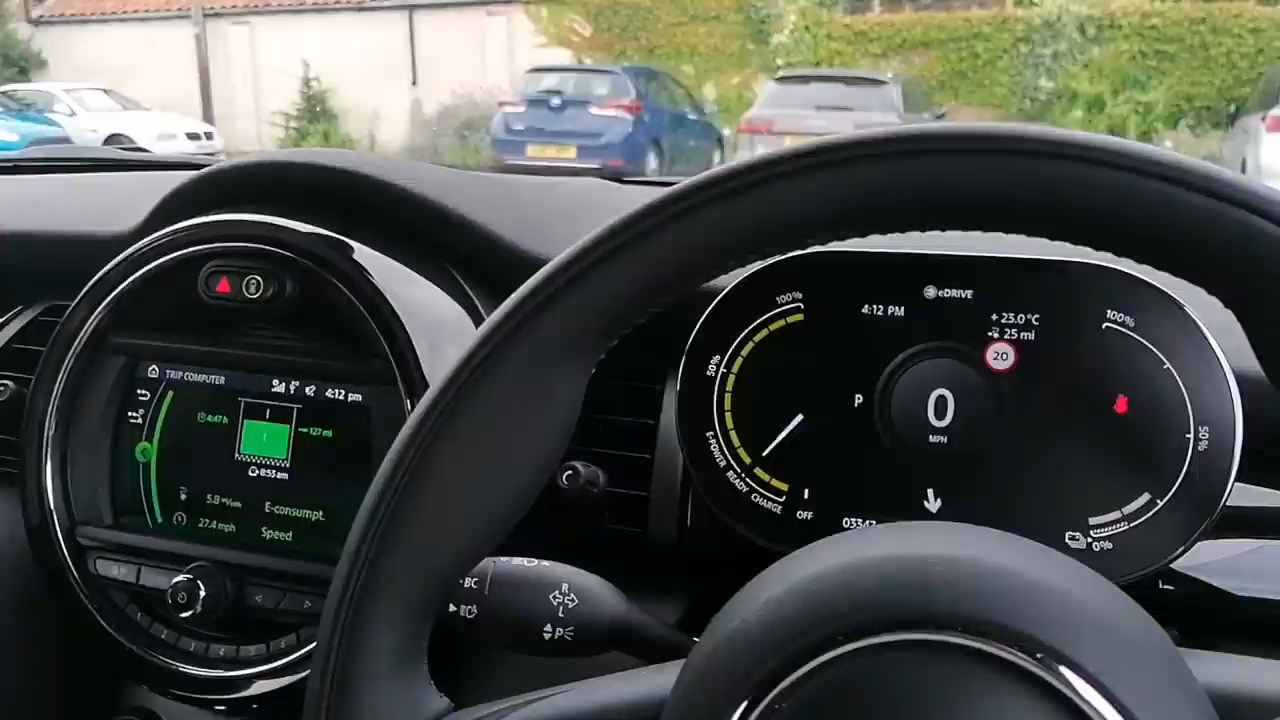 TRIP COMPUTER
4:12 pm
4:47 h
127 mi
8:53 am
5.8 mi/kWh
E-consumpt.
27.4 mph
Speed
BC
R
L
P
100%
50%
E-POWER
READY
CHARGE
OFF
4:12 PM
eDRIVE
+ 23.0°C
25 mi
20
P
0
MPH
03347
100%
50%
0%